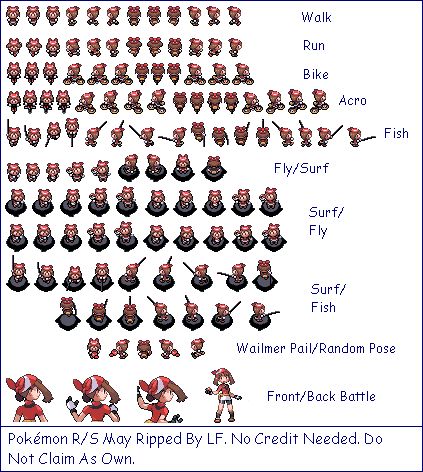 Walk
Run
Bike
Acro
Fish
Fly/Surf
Surf/
Fly
Surf/
Fish
Wailmer Pail/Random Pose
Front/Back Battle
Pokémon R/S May Ripped By LF. No Credit Needed. Do
Not Claim As Own.